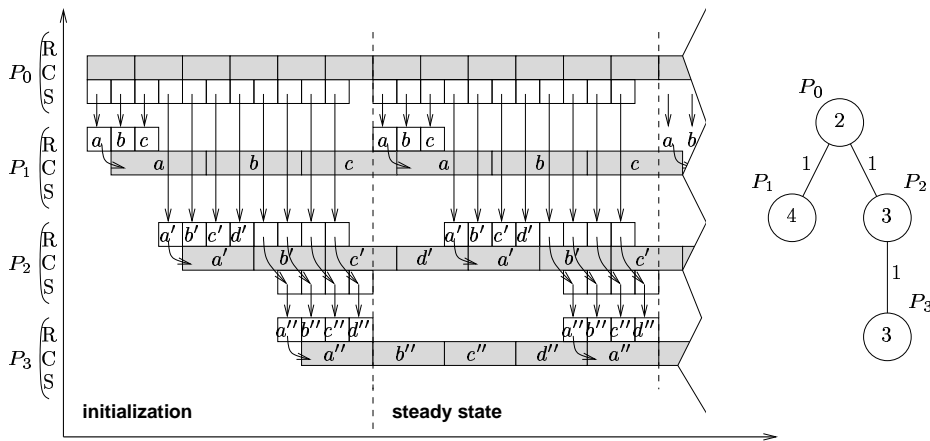 P0 R C S
a b c a b c a b
P1 R C S
a b c a b c
a′ b′ c′ d′ a′ b′ c′ d′
P2 R C S
a′ b′ c′ d′ a′ b′ c′
a″ b″ c″ d″ a″ b″ c″ d″
P3 R C S
a″ b″ c″ d″ a″
initialization steady state
P0
2
1 1
P1 P2
4 3
1
P3
3